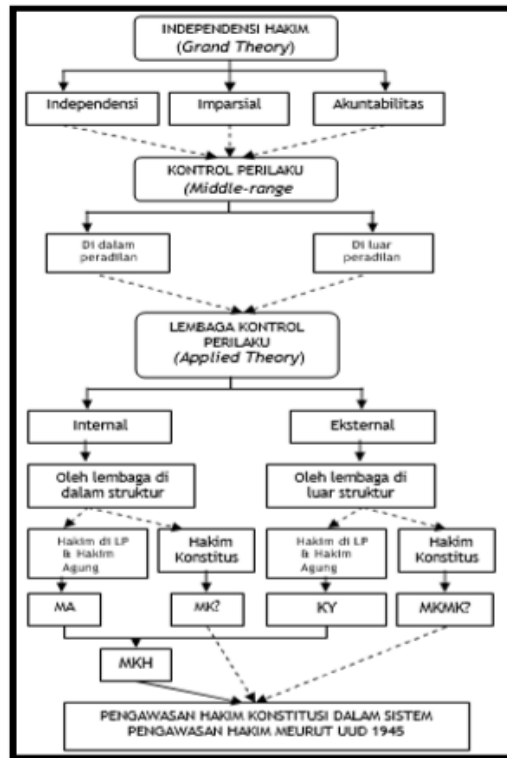 INDEPENDENSI HAKIM
(Grand Theory)
Independensi
Imparsial
Akuntabilitas
KONTROL PERILAKU
(Middle-range
Di dalam
peradilan
Di luar
peradilan
LEMBAGA KONTROL
PERILAKU
(Applied Theory)
Internal
Eksternal
Oleh lembaga di
dalam struktur
Oleh lembaga di
luar struktur
Hakim di LP
& Hakim
Agung
Hakim
Konstitus
Hakim di LP
& Hakim
Agung
Hakim
Konstitus
MA
MK?
KY
MKMK?
MKH
PENGAWASAN HAKIM KONSTITUSI DALAM SISTEM
PENGAWASAN HAKIM MEURUT UUD 1945